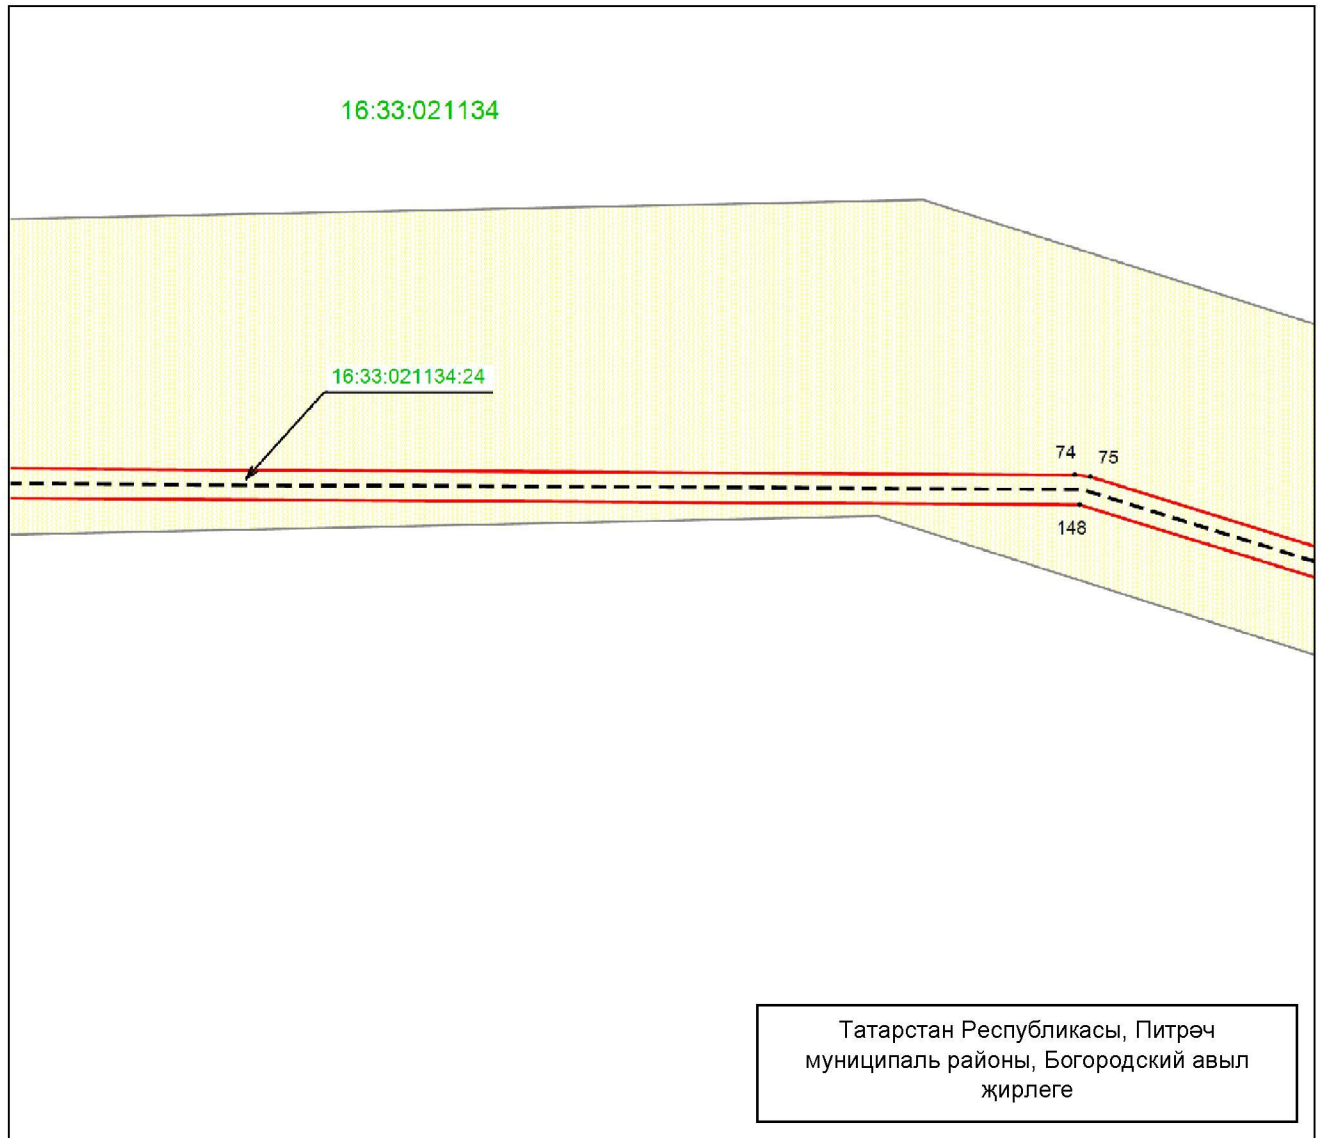 16:33:021134
16:33:021134:24
74
75
148
Татарстан Республикасы, Питрәч
муниципаль районы, Богородский авыл
җирлеге